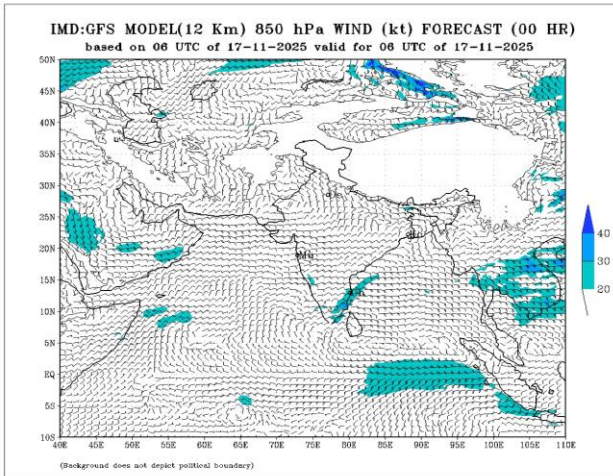 IMD:GFS MODEL(12 Km) 850 hPa WIND (kt) FORECAST (00 HR)
based on 06 UTC of 17-11-2025 valid for 06 UTC of 17-11-2025
50N
45N
40N
35N
30N
25N
20N
15N
10N
5N
EQ
5S
10S
40
30
20
40E 45E 50E 55E 60E 65E 70E 75E 80E 85E 90E 95E 100E 105E 110E
(Background does not depict political boundary)